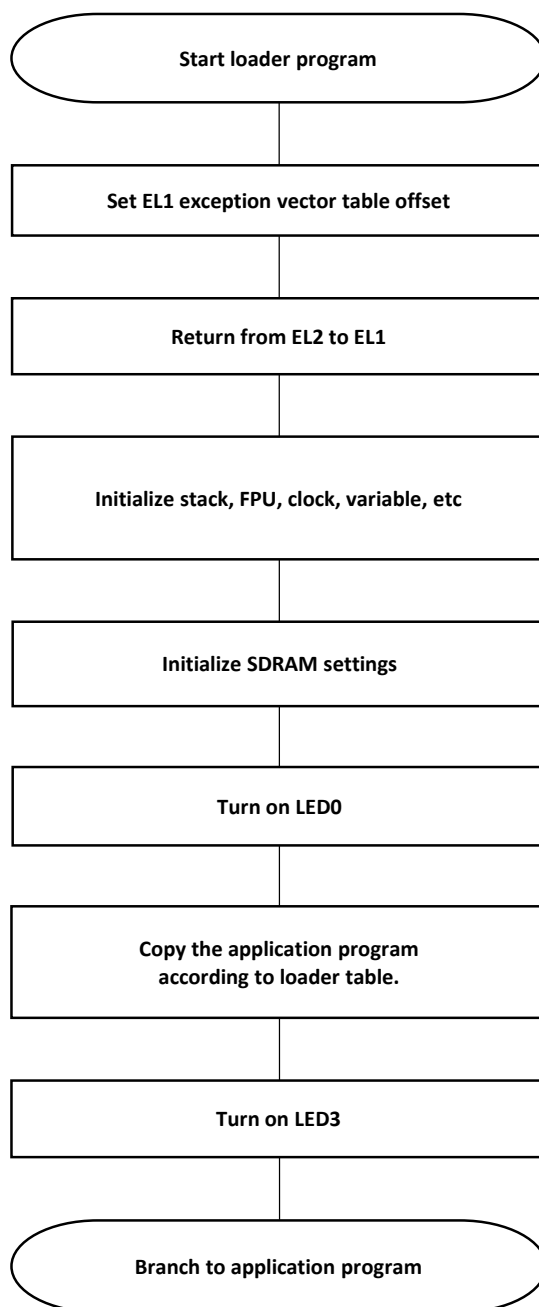 Start loader program
Set EL1 exception vector table offset
Return from EL2 to EL1
Initialize stack, FPU, clock, variable, etc
Initialize SDRAM settings
Turn on LED0
Copy the application program
according to loader table.
Turn on LED3
Branch to application program